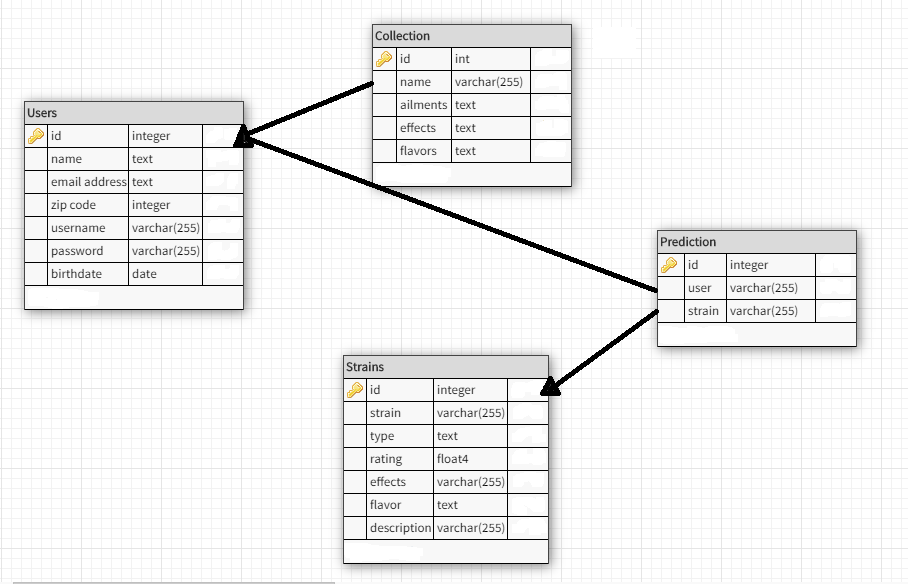 Collection
id int
name varchar(255)
ailments text
effects text
flavors text
Users
id integer
name text
email address text
zip code integer
username varchar(255)
password varchar(255)
birthdate date
Prediction
id integer
user varchar(255)
strain varchar(255)
Strains
id integer
strain varchar(255)
type text
rating float4
effects varchar(255)
flavor text
description varchar(255)